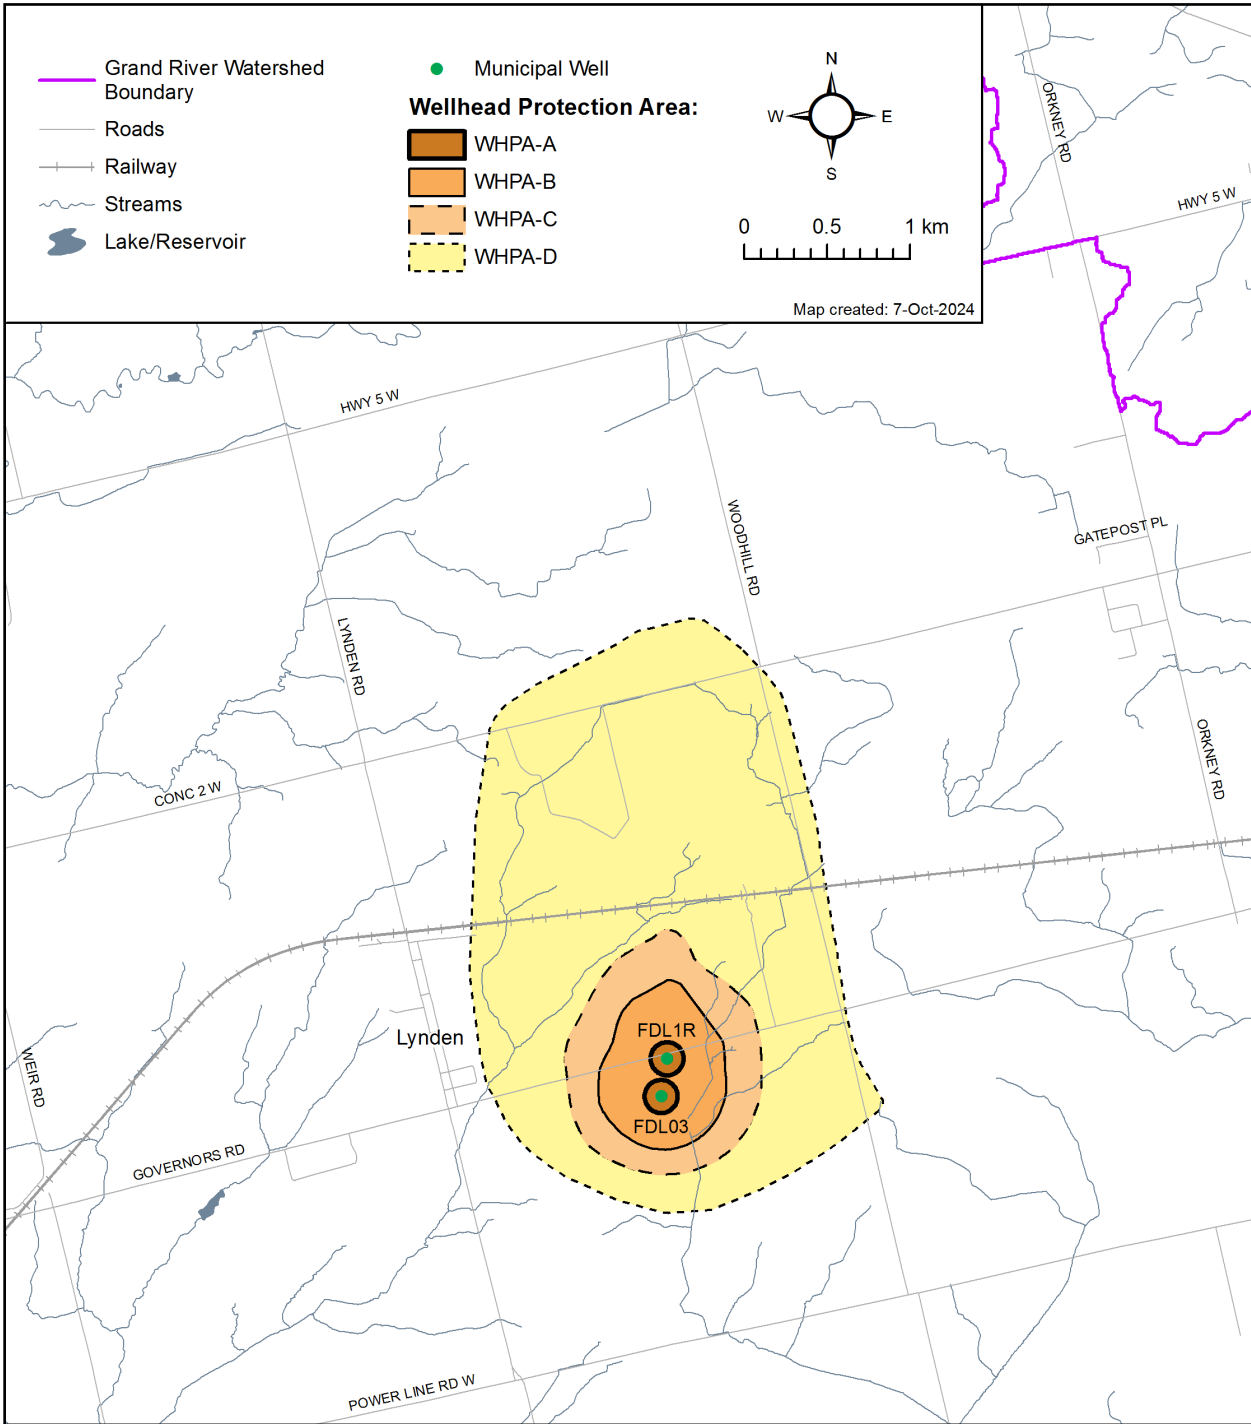 Grand River Watershed
Boundary
Roads
Railway
Streams
Lake/Reservoir
Municipal Well
Wellhead Protection Area:
WHPA-A
WHPA-B
WHPA-C
WHPA-D
N
W E
S
0 0.5 1 km
Map created: 7-Oct-2024
ORKNEY RD
HWY 5 W
HWY 5 W
WOODHILL RD
GATEPOST PL
LYNDEN RD
ORKNEY RD
CONC 2 W
Lynden
FDL1R
WEIR RD
FDL03
GOVERNORS RD
POWER LINE RD W